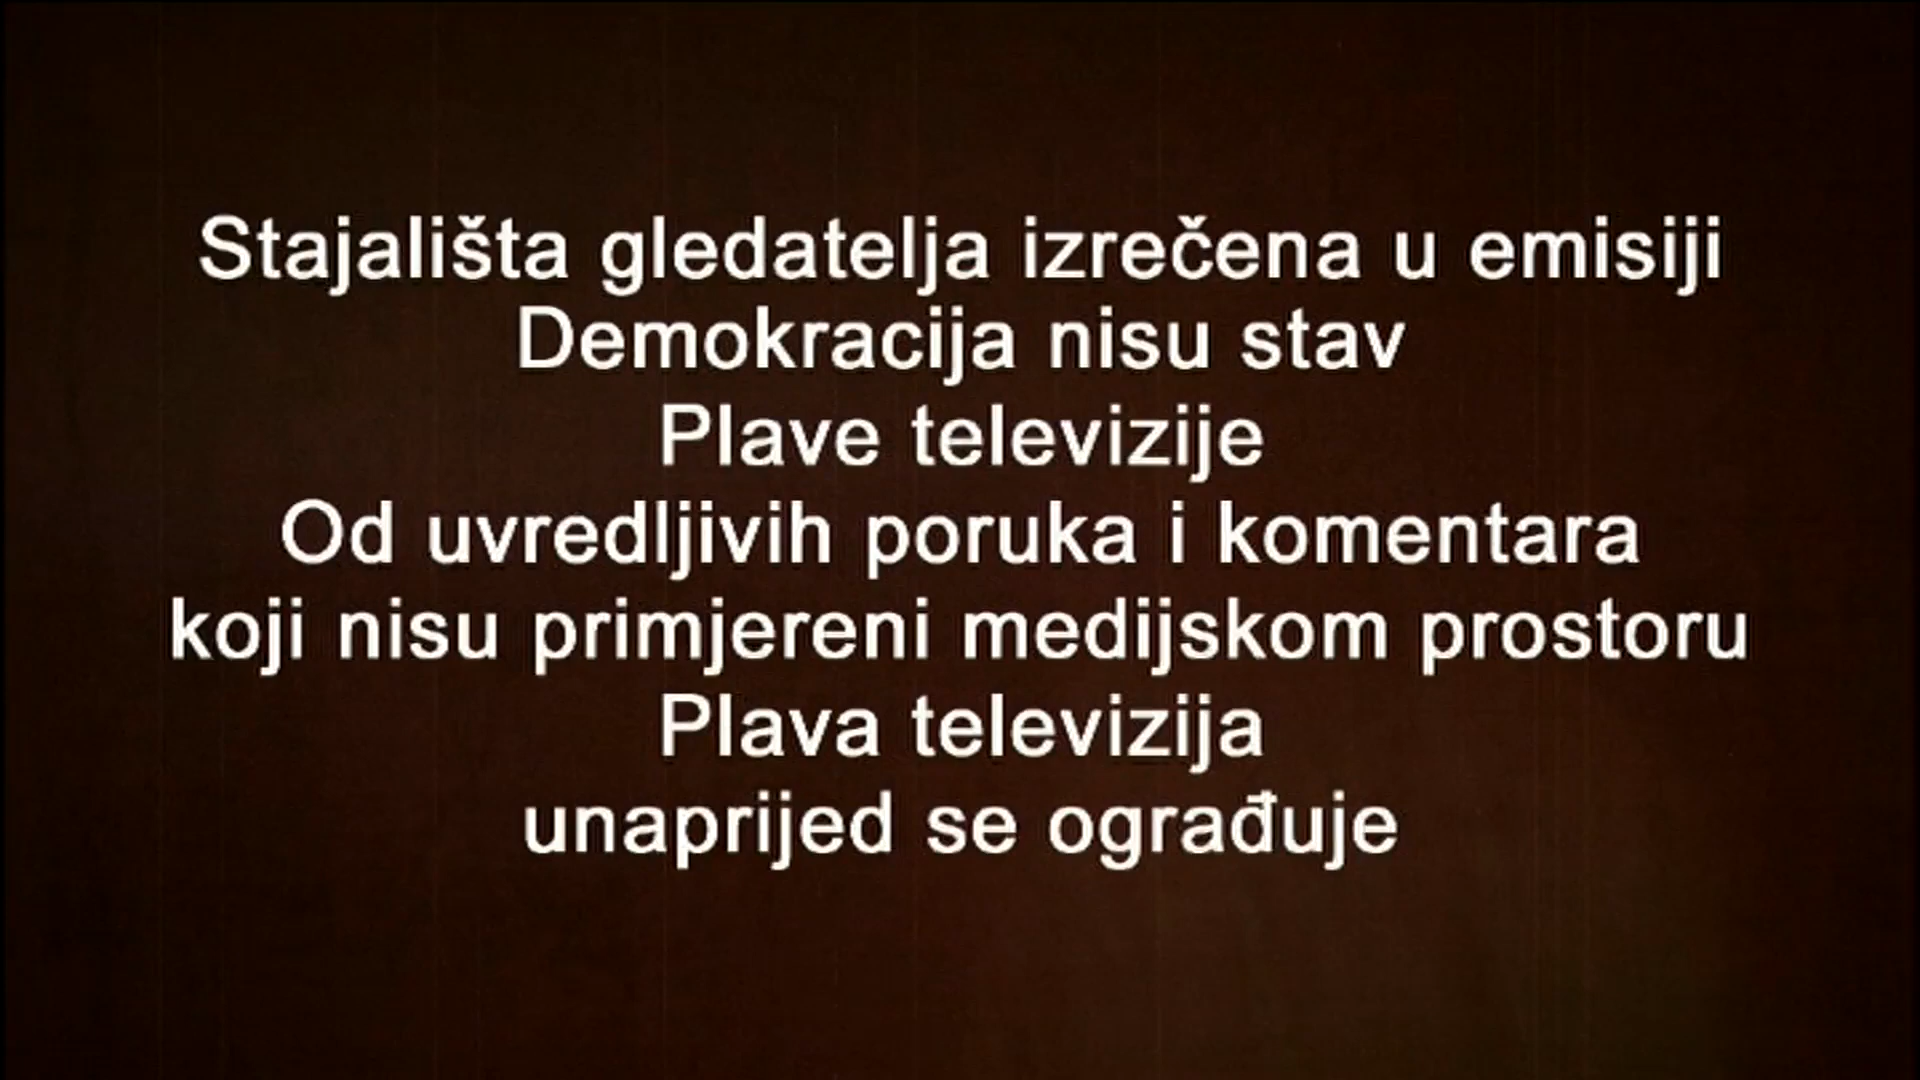 Stajališta gledatelja izrečena u emisiji
Demokracija nisu stav
Plave televizije
Od uvredljivih poruka i komentara
koji nisu primjereni medijskom prostoru
Plava televizija
unaprijed se ograđuje